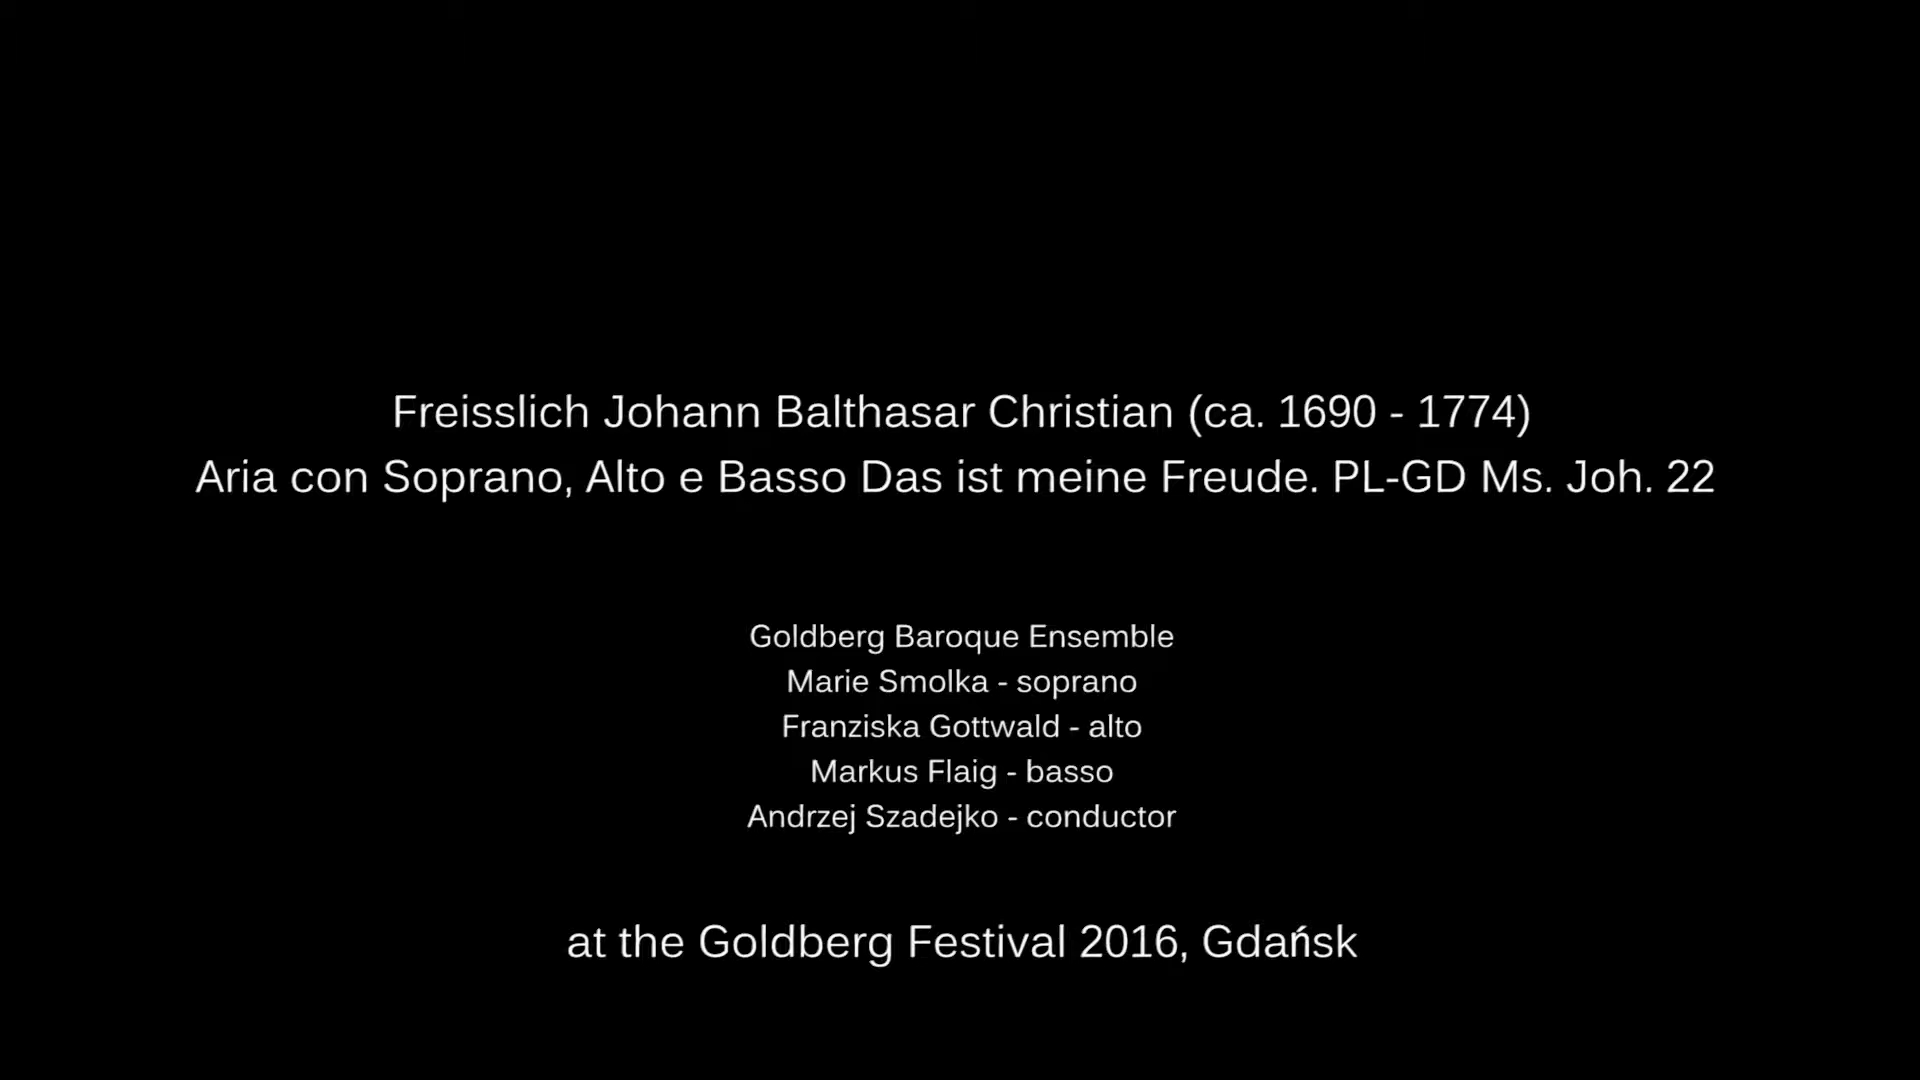 Freisslich Johann Balthasar Christian (ca. 1690 - 1774)
Aria con Soprano, Alto e Basso Das ist meine Freude. PL-GD Ms. Joh. 22
Goldberg Baroque Ensemble
Marie Smolka - soprano
Franziska Gottwald - alto
Markus Flaig - basso
Andrzej Szadejko - conductor
at the Goldberg Festival 2016, Gdańsk